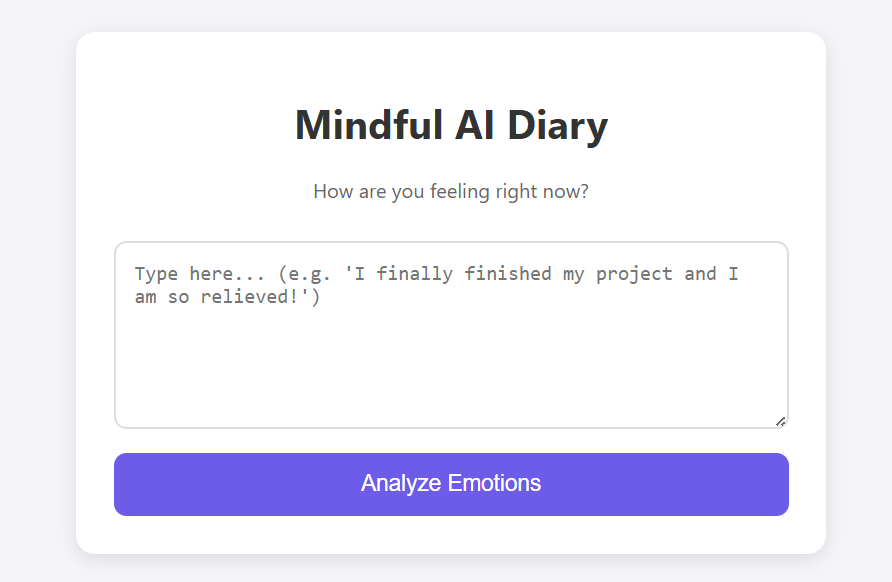 Mindful AI Diary
How are you feeling right now?
Type here... (e.g. 'I finally finished my project and I
am so relieved!')
Analyze Emotions